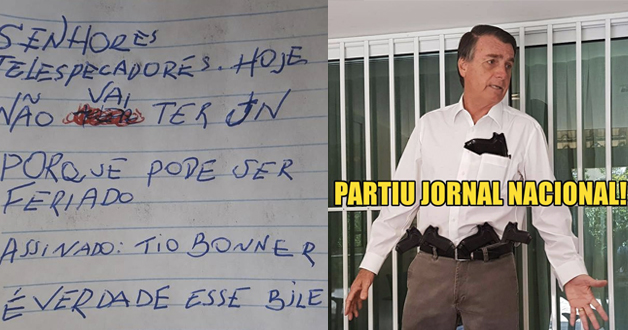 SENHORES
TELESPECADORES. HOJE
NÃO VAI TER JN
PORQUE PODE SER
FERIADO
ASSINADO: TIO BONNER
É VERDADE ESSE BILE
PARTIU JORNAL NACIONAL!